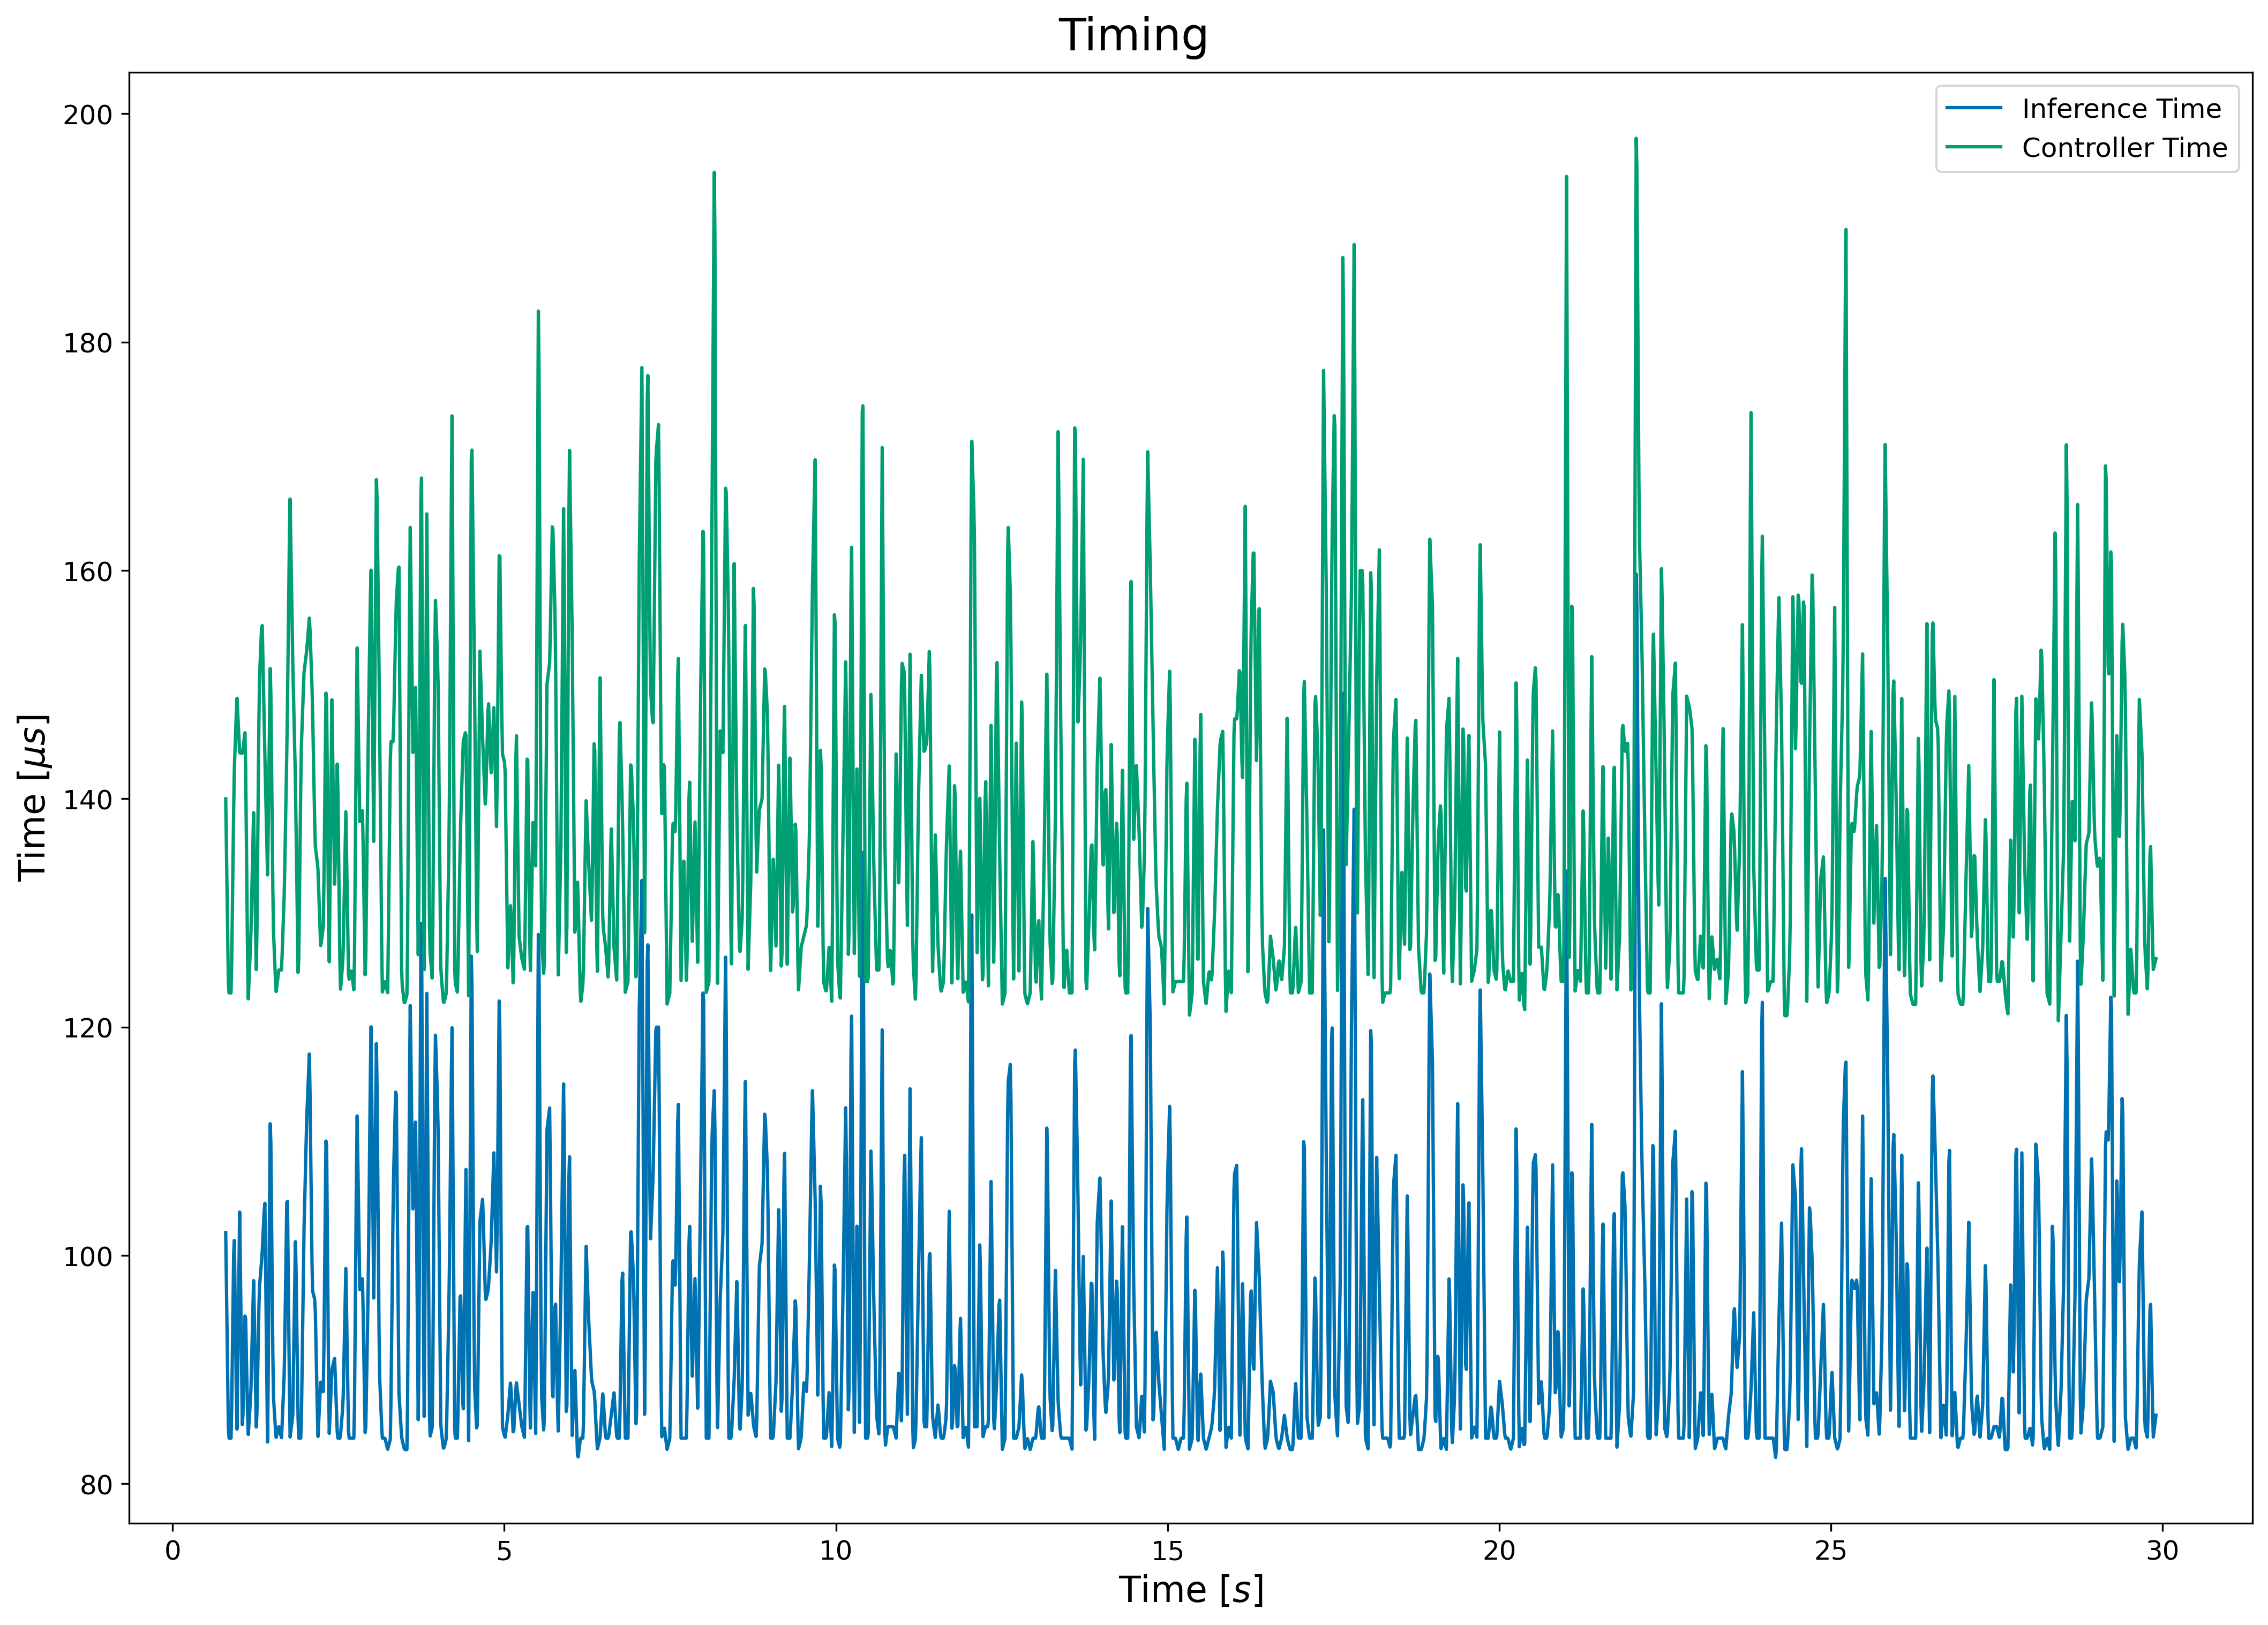 Timing
Inference Time
Controller Time
200
180
160
140
120
100
80
Time [μs]
0 5 10 15 20 25 30
Time [s]